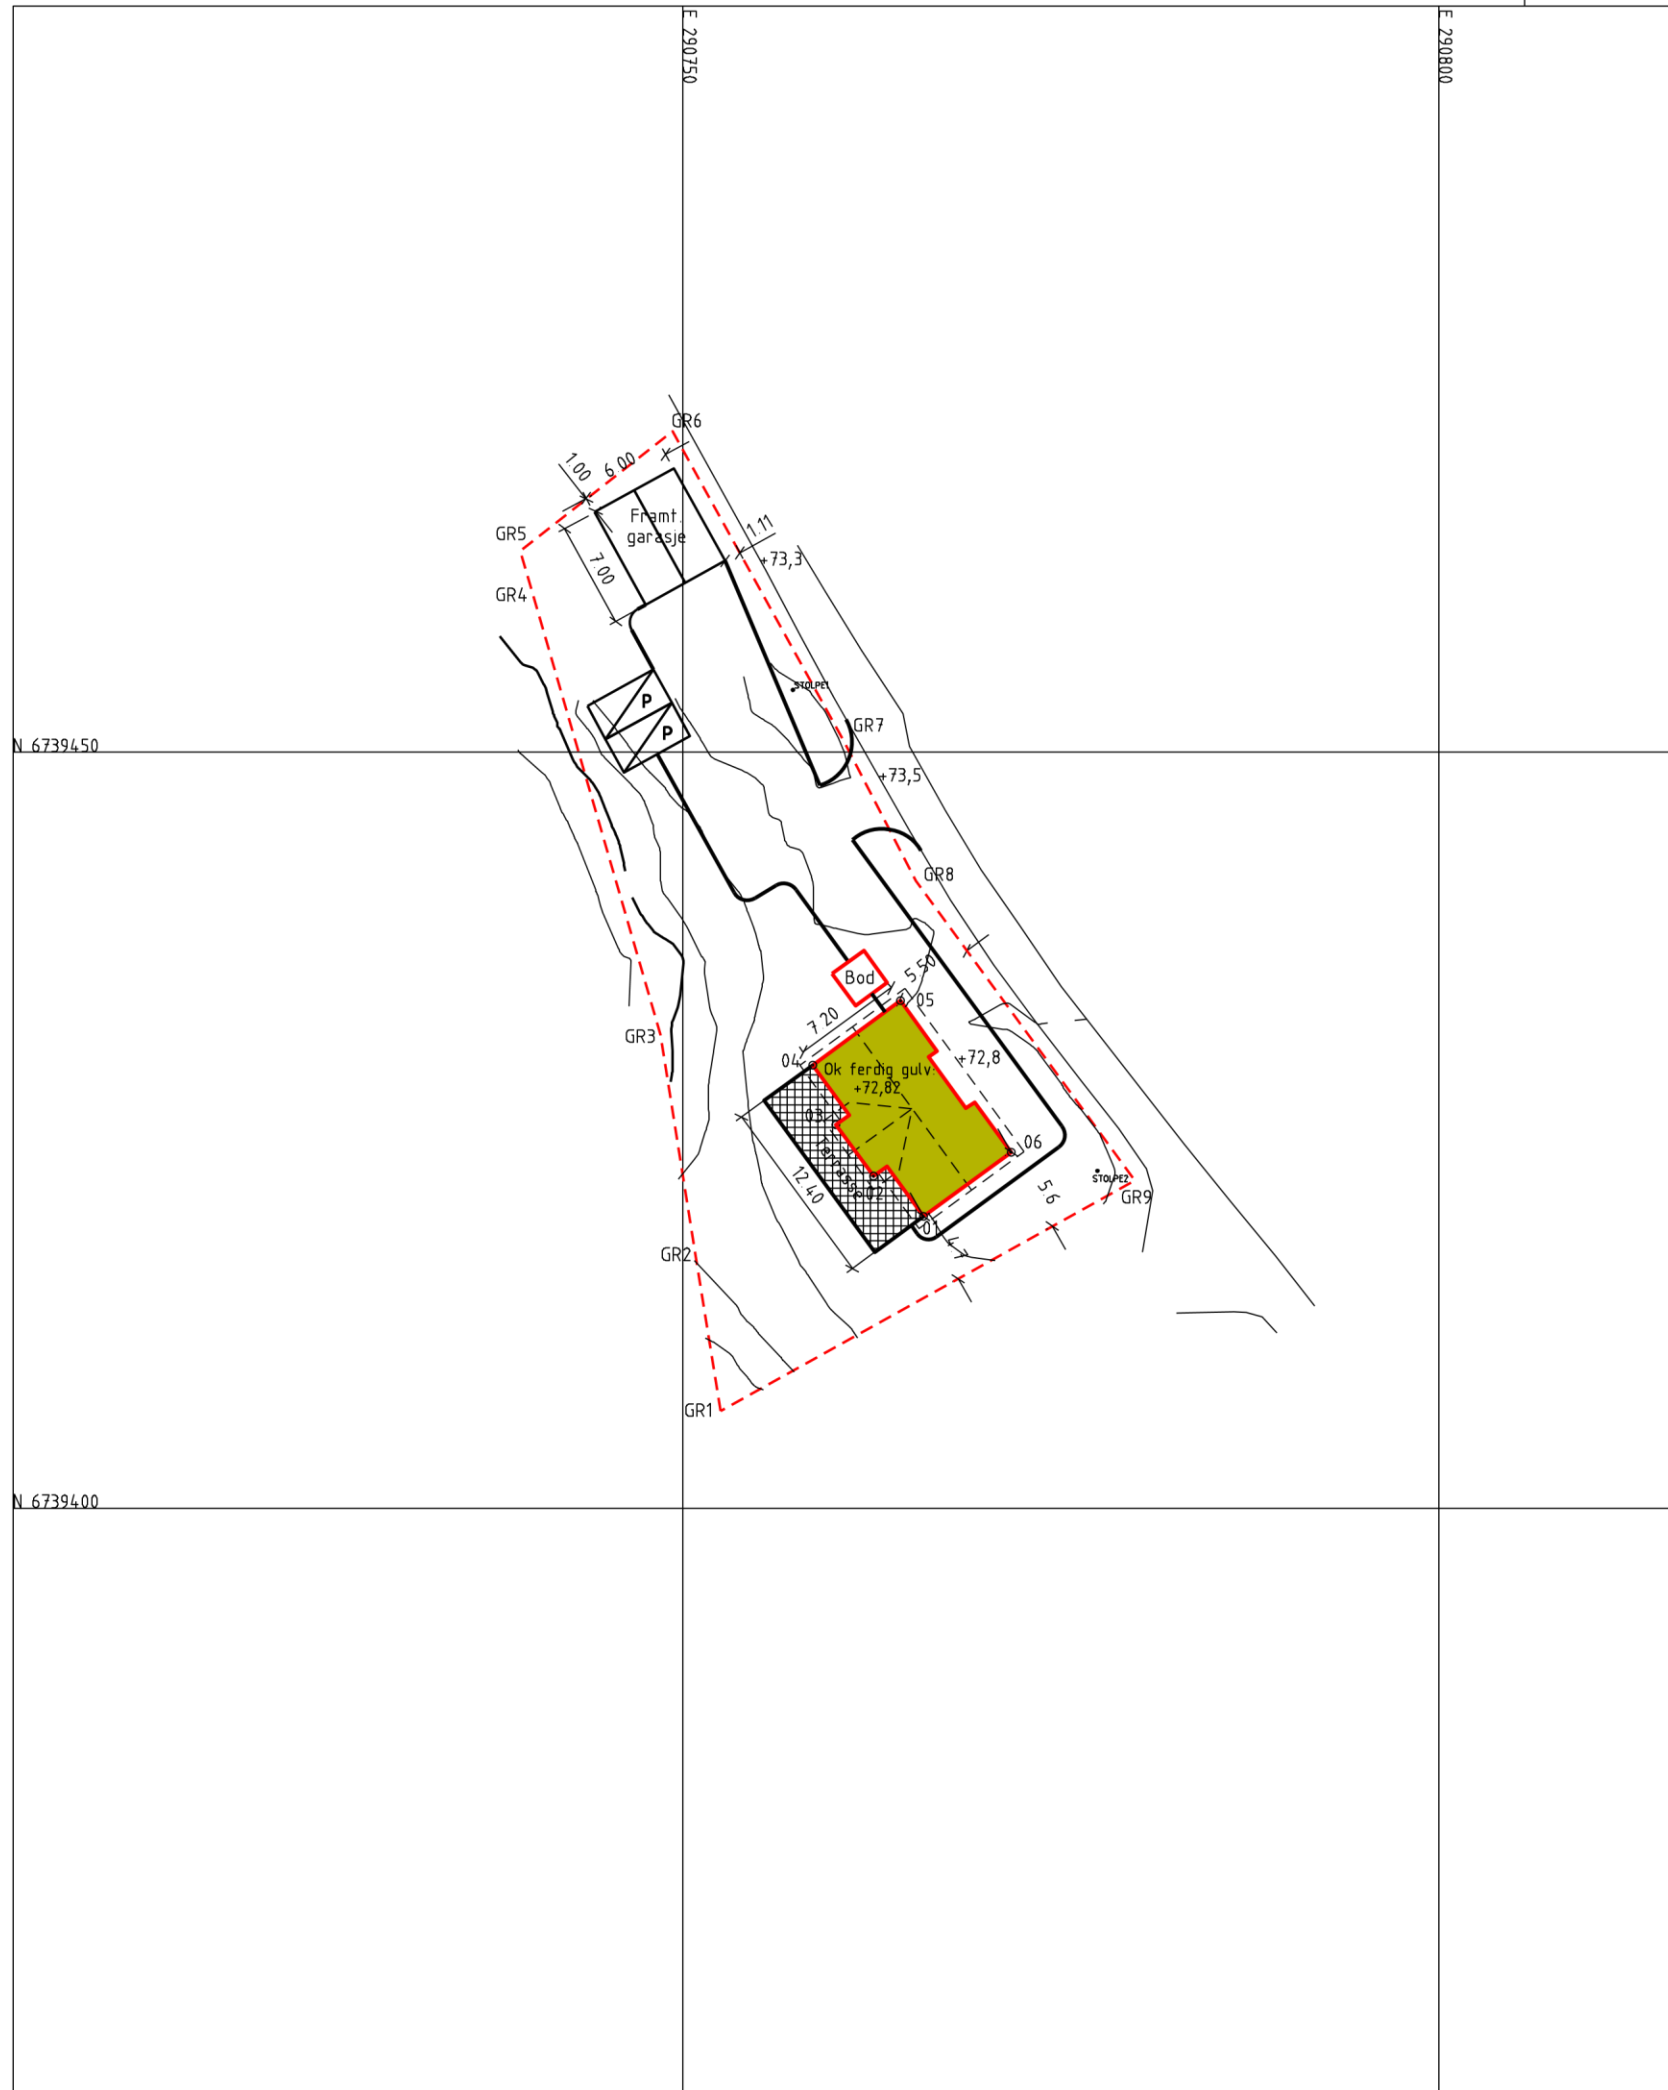 E 290750
E 290800
GR6
1.00
6.00
GR5
Framt.
garasje
1.11
+73,3
7.00
GR4
STOLPE1
P
P
GR7
N 6739450
+73,5
GR8
Bod
5.50
05
7.20
GR3
04
Ok ferdig gulv:
+72,82
+72,8
03
06
Terrasse
12.40
02
STOLPE2
5.6
GR9
01
4.7
GR2
GR1
N 6739400